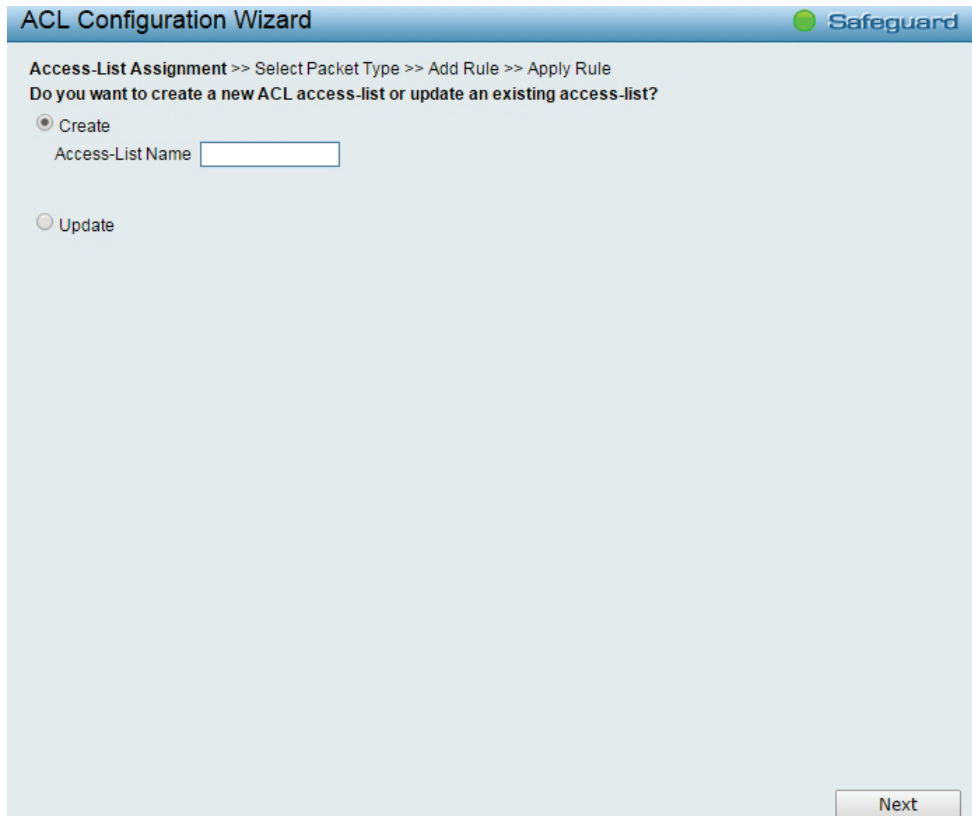 ACL Configuration Wizard
Safeguard
Access-List Assignment >> Select Packet Type >> Add Rule >> Apply Rule
Do you want to create a new ACL access-list or update an existing access-list?
Create
Access-List Name
Update
Next